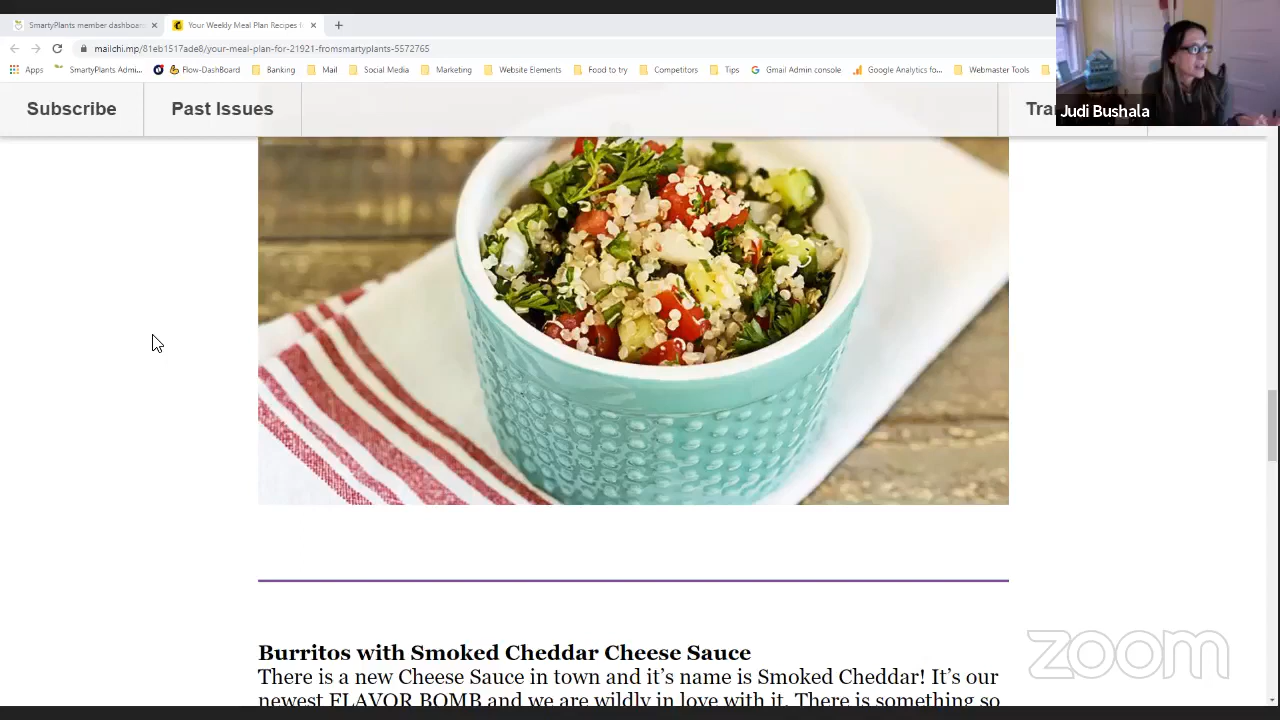 SmartyPlants member dashboar
Your Weekly Meal Plan Recipes f
mailchi.mp/81eb1517ade8/your-meal-plan-for-21921-fromsmartyplants-5572765
Apps SmartyPlants Admi... Flow-DashBoard Banking Mail Social Media Marketing Website Elements Food to try Competitors Tips Gmail Admin console Google Analytics fo... Webmaster Tools
Subscribe Past Issues Tra
Judi Bushala
Burritos with Smoked Cheddar Cheese Sauce
There is a new Cheese Sauce in town and it's name is Smoked Cheddar! It's our
newest FLAVOR BOMB and we are wildly in love with it. There is something so
zoom